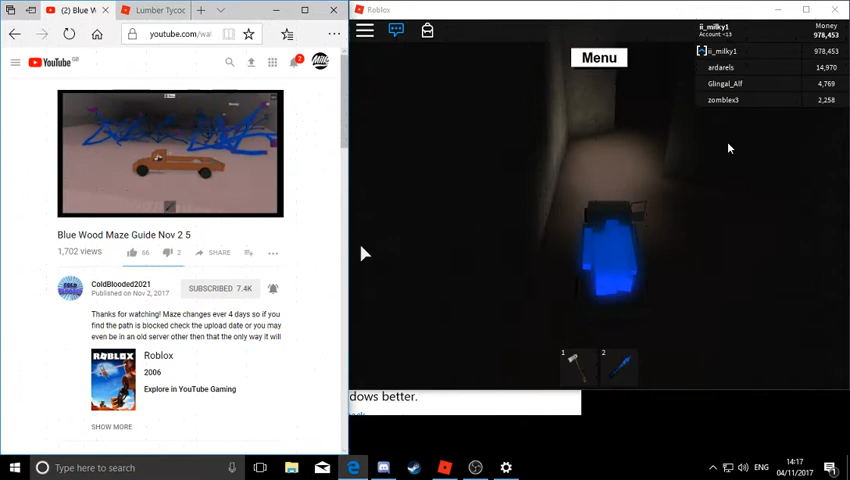 (2) Blue W
Lumber Tycoo
youtube.com/wa
YouTube GB
2
Blue Wood Maze Guide Nov 2 5
1,702 views
66
2
SHARE
ColdBlooded2021
Published on Nov 2, 2017
SUBSCRIBED 7.4K
Thanks for watching! Maze changes ever 4 days so if you
find the path is blocked check the upload date or you may
even be in an old server other then that the only way it will
ROBLOX
Roblox
2006
Explore in YouTube Gaming
SHOW MORE
Roblox
Menu
ii_milky1
Account <13
Money
978,453
ii_milky1 978,453
ardarels 14,970
Glingal_Alf 4,769
zomblex3 2,258
1
2
dows better.
Type here to search
ENG
14:17
04/11/2017
1